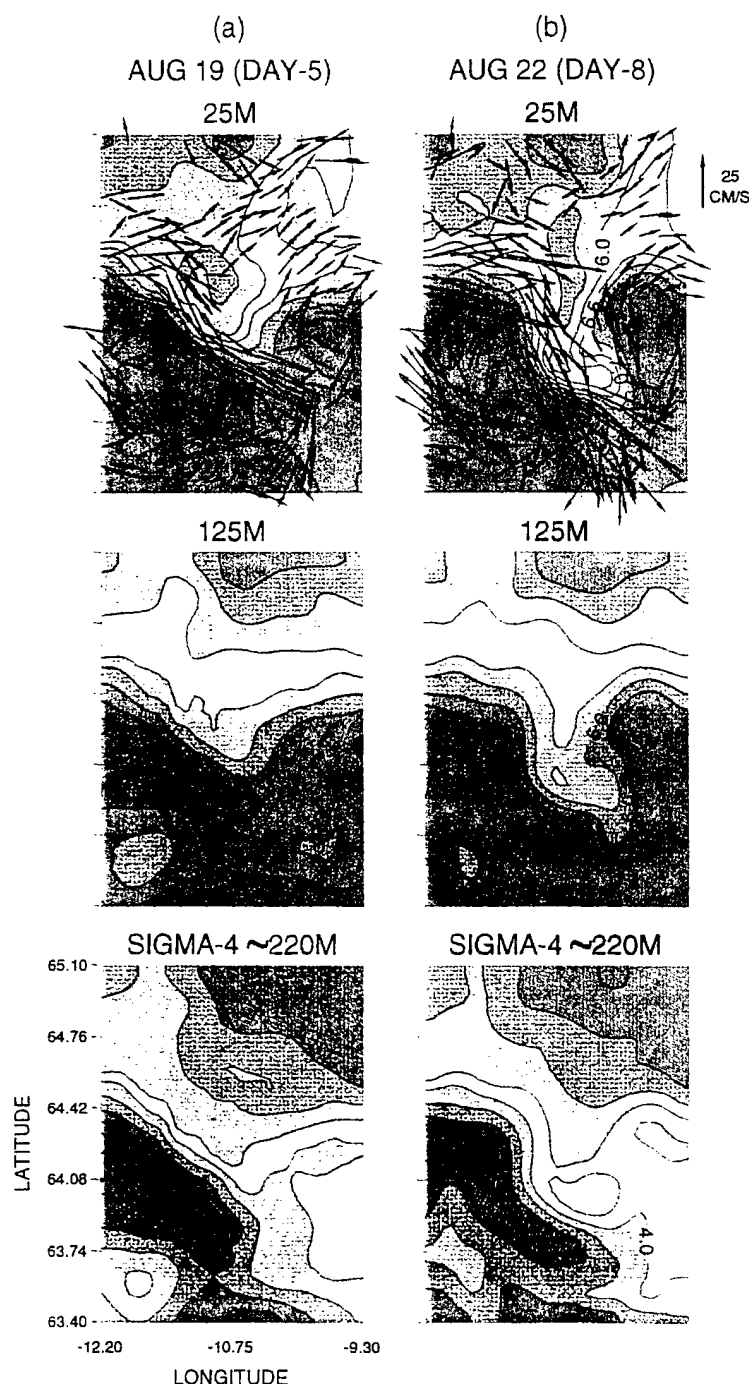 (a)
(b)
AUG 19 (DAY-5)
AUG 22 (DAY-8)
25M
25M
25
CM/S
6.0
125M
125M
SIGMA-4 ~220M
SIGMA-4 ~220M
65.10
64.76
64.42
64.08
63.74
63.40
LATITUDE
4.0
-12.20
-10.75
-9.30
LONGITUDE